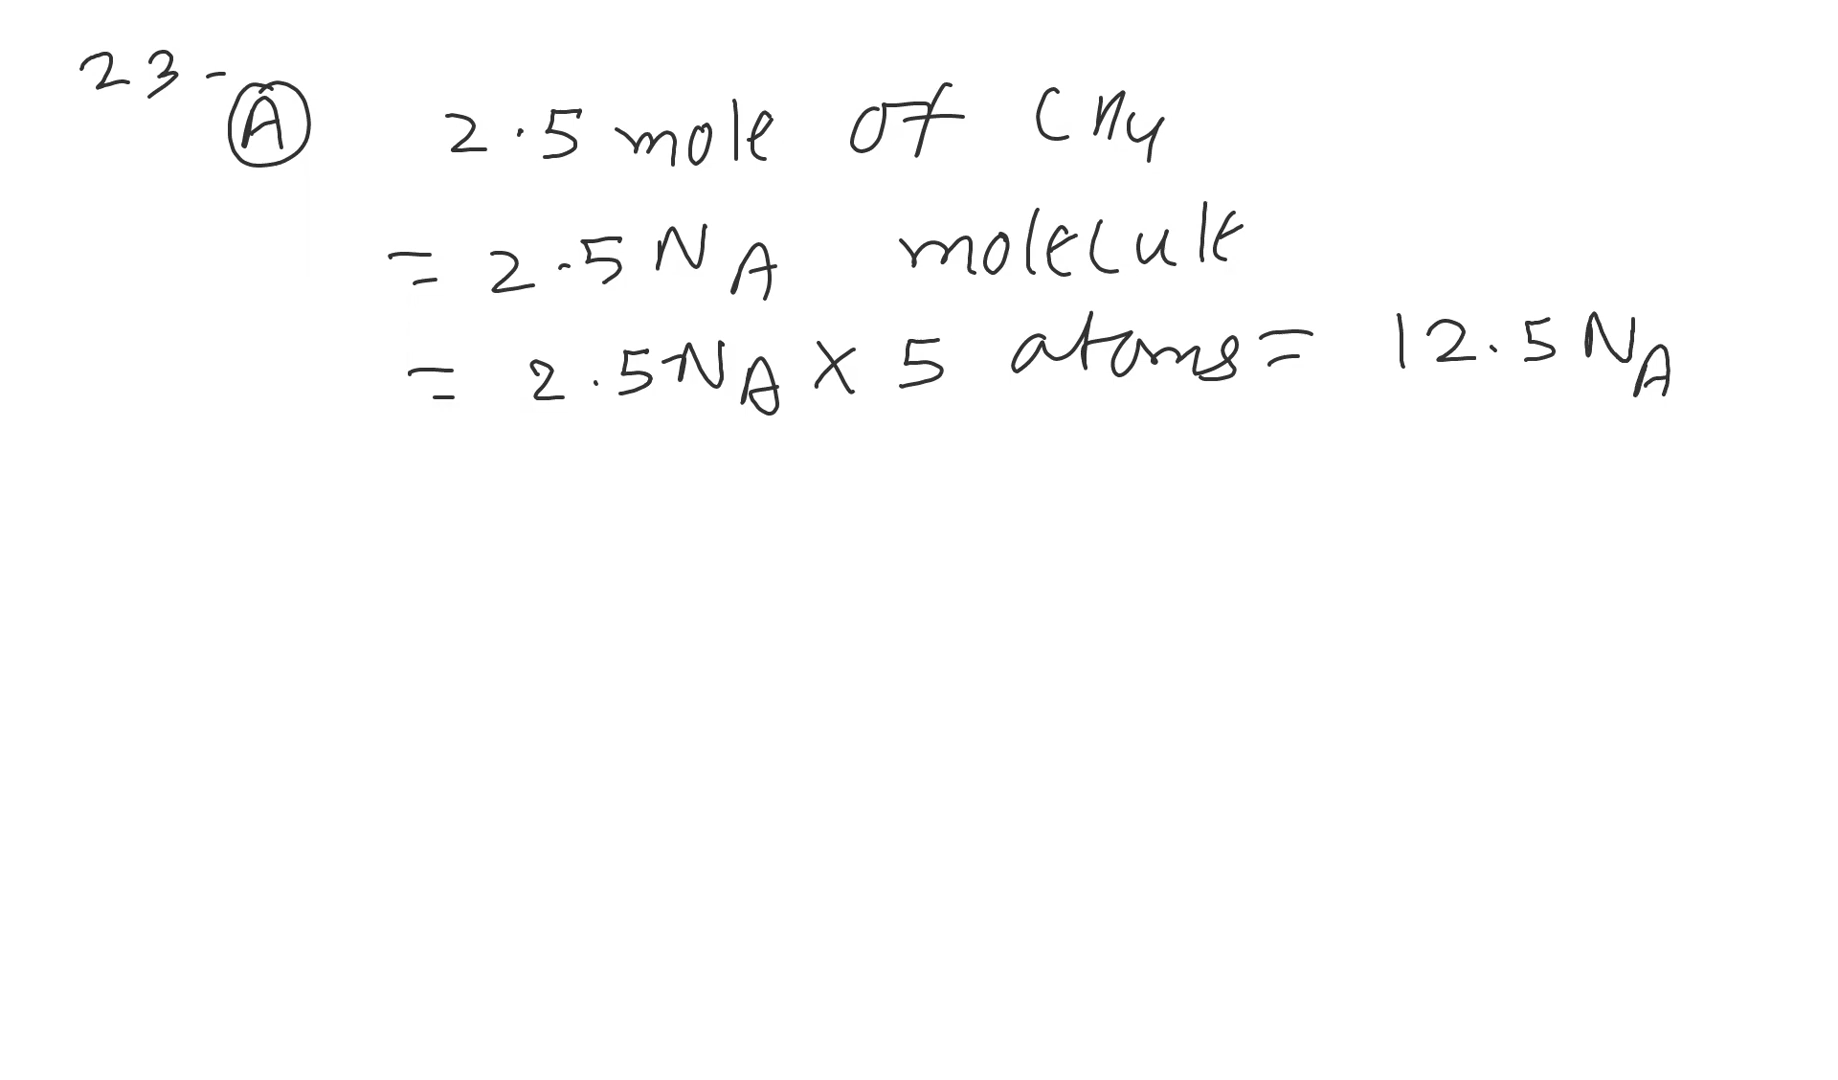 23-
Ⓐ 2.5 mole of CH4
= 2.5 NA molecule
= 2.5NA × 5 atoms = 12.5 NA